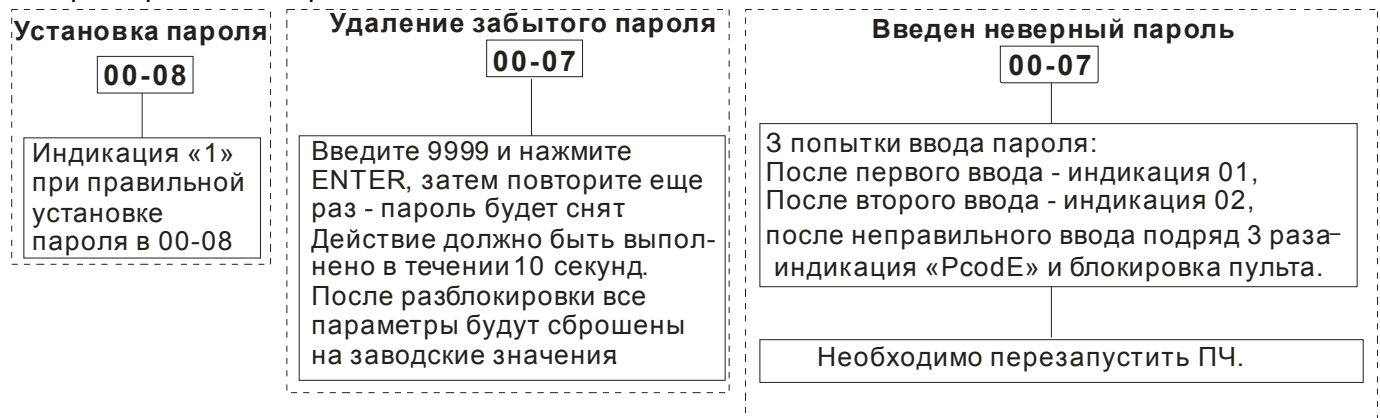 Установка пароля
00-08
Индикация «1»
при правильной
установке
пароля в 00-08
Удаление забытого пароля
00-07
Введите 9999 и нажмите
ENTER, затем повторите еще
раз - пароль будет снят
Действие должно быть выпол-
нено в течении 10 секунд.
После разблокировки все
параметры будут сброшены
на заводские значения
Введен неверный пароль
00-07
3 попытки ввода пароля:
После первого ввода - индикация 01,
После второго ввода - индикация 02,
после неправильного ввода подряд 3 раза-
индикация «PcodE» и блокировка пульта.
Необходимо перезапустить ПЧ.